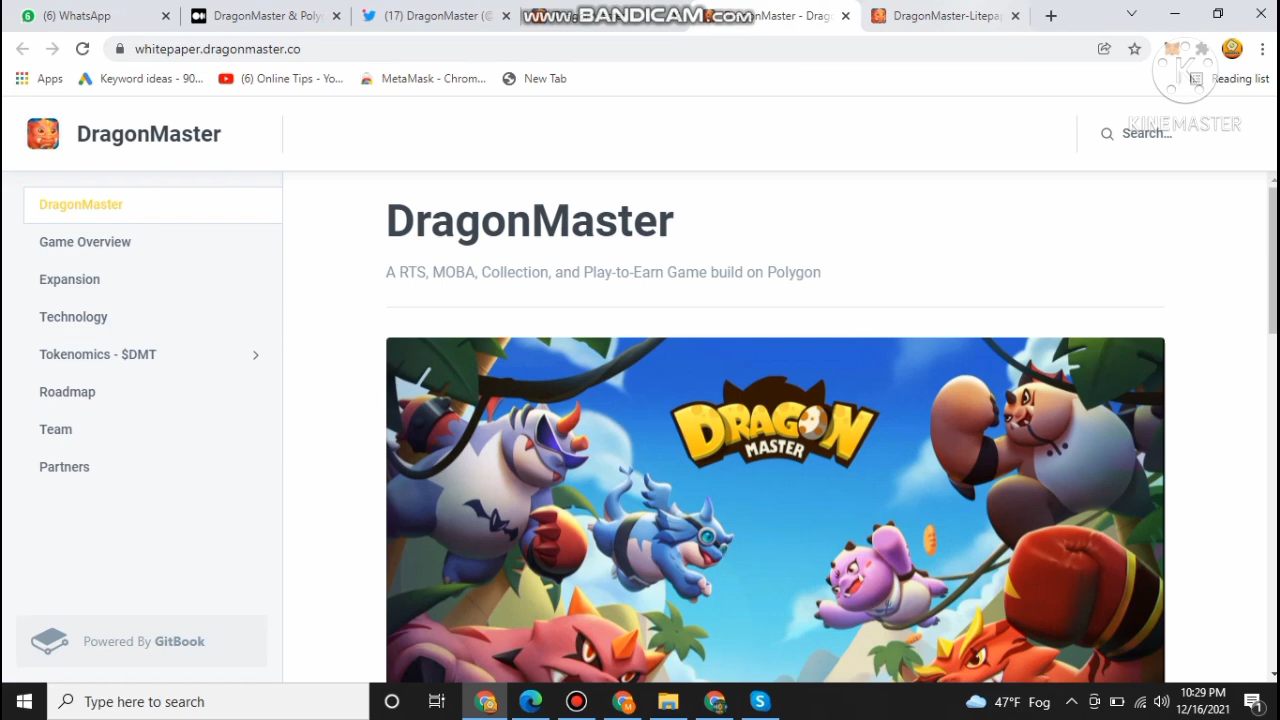 (6) WhatsApp
DragonMaster & Poly
(17) DragonMaster (@
www.BANDICAM.com
nMaster - Drag
DragonMaster-Litepap
whitepaper.dragonmaster.co
Apps
Keyword ideas - 90...
(6) Online Tips - Yo...
MetaMask - Chrom...
New Tab
Reading list
KINEMASTER
DragonMaster
Search...
DragonMaster
Game Overview
Expansion
Technology
Tokenomics - $DMT
Roadmap
Team
Partners
Powered By GitBook
DragonMaster
A RTS, MOBA, Collection, and Play-to-Earn Game build on Polygon
DRAGON
MASTER
Type here to search
47°F Fog
10:29 PM
12/16/2021